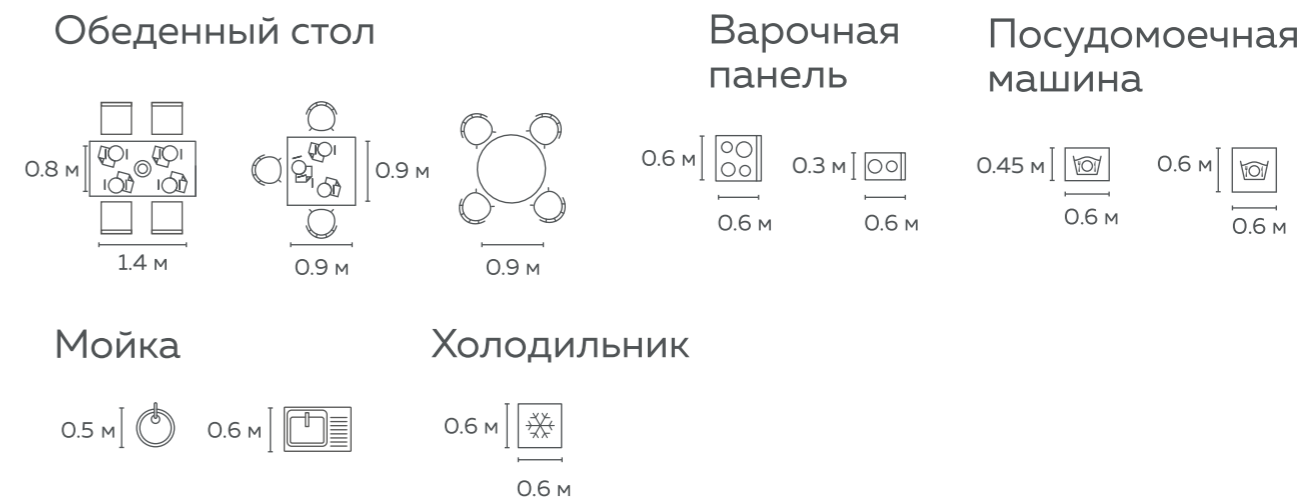 Обеденный стол
0.8 м
1.4 м
0.9 м
0.9 м
0.9 м
Варочная
панель
0.6 м
0.6 м
0.3 м
0.6 м
Посудомоечная
машина
0.45 м
0.6 м
0.6 м
0.6 м
Мойка
0.5 м
0.6 м
Холодильник
0.6 м
0.6 м